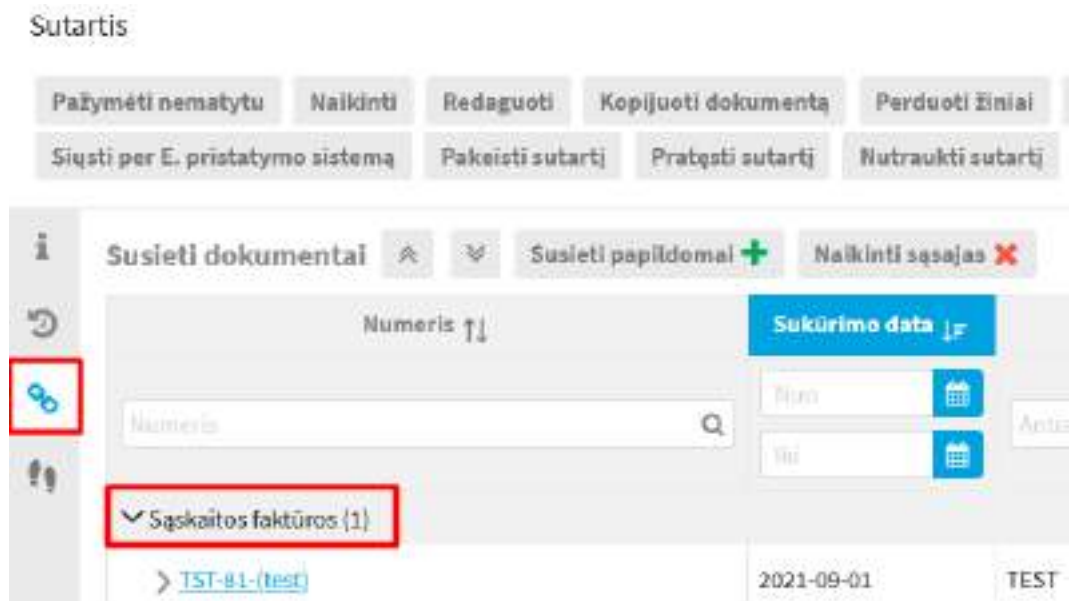 Sutartis
Pažymėti nematytu Naikinti Redaguoti Kopijuoti dokumentą Perduoti žiniai
Siųsti per E. pristatymo sistemą Pakeisti sutartį Pratęsti sutartį Nutraukti sutartį
Susieti dokumentai Susieti papildomai Naikinti sąsajas
Numeris Sukūrimo data
Nuo
Numeris
Iki
Sąskaitos faktūros (1)
TST-81-(test) 2021-09-01 TEST